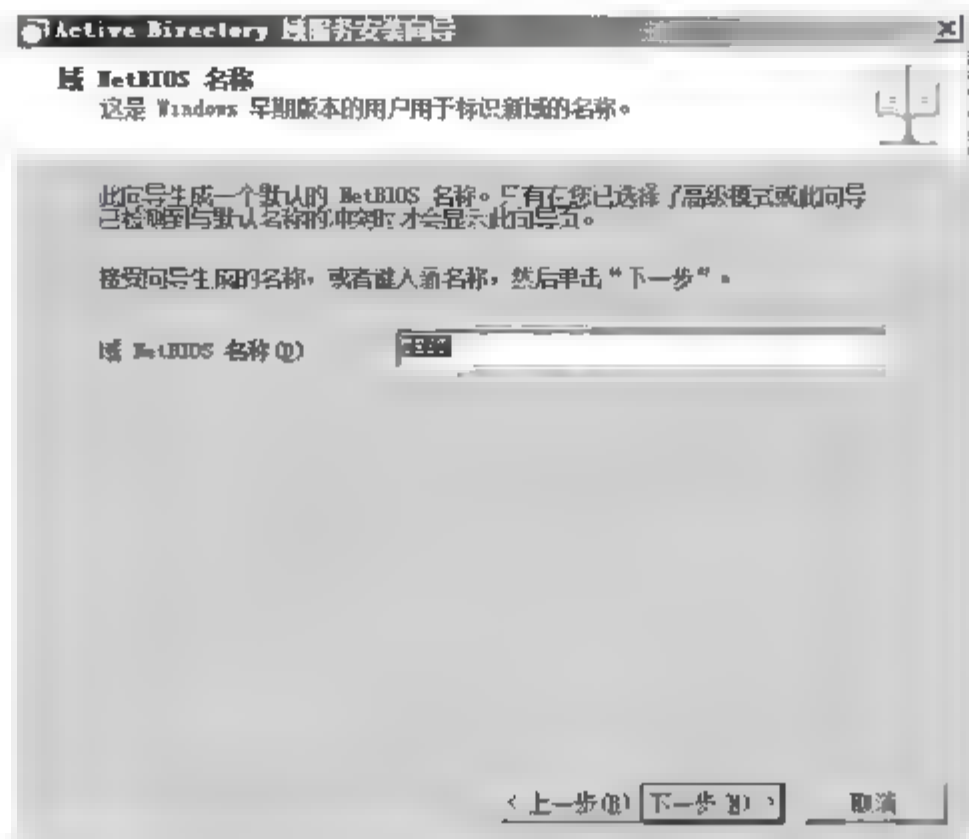 Active Directory 域服务安装向导
域 NetBIOS 名称
这是 Windows 早期版本的用户用于标识新域的名称。
此向导生成一个默认的 NetBIOS 名称。只有在您已选择了高级模式或此向导
已检测到与默认名称的冲突时才会显示此向导页。
接受向导生成的名称,或者键入新名称,然后单击“下一步”。
域 NetBIOS 名称(D)
< 上一步(B) 下一步(N) > 取消